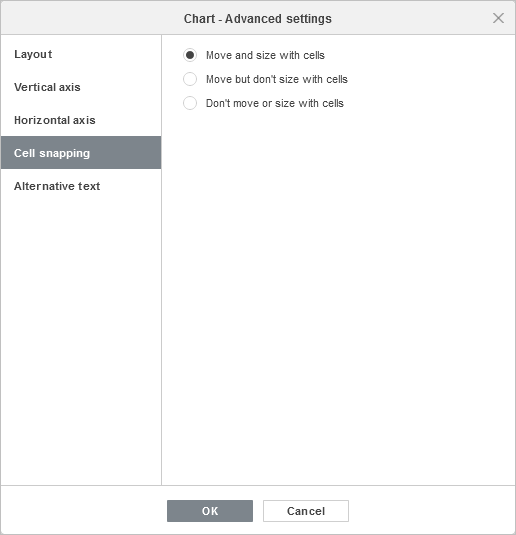 Chart - Advanced settings
Layout
Vertical axis
Horizontal axis
Cell snapping
Alternative text
Move and size with cells
Move but don't size with cells
Don't move or size with cells
OK
Cancel